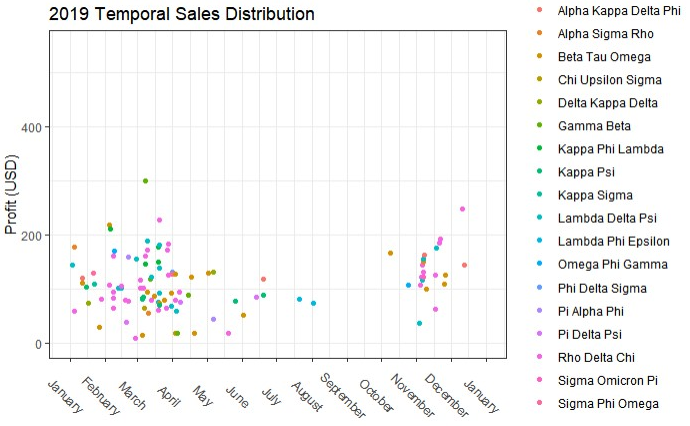 2019 Temporal Sales Distribution
Profit (USD)
400
200
0
January
February
March
April
May
June
July
August
September
October
November
December
January
Alpha Kappa Delta Phi
Alpha Sigma Rho
Beta Tau Omega
Chi Upsilon Sigma
Delta Kappa Delta
Gamma Beta
Kappa Phi Lambda
Kappa Psi
Kappa Sigma
Lambda Delta Psi
Lambda Phi Epsilon
Omega Phi Gamma
Phi Delta Sigma
Pi Alpha Phi
Pi Delta Psi
Rho Delta Chi
Sigma Omicron Pi
Sigma Phi Omega